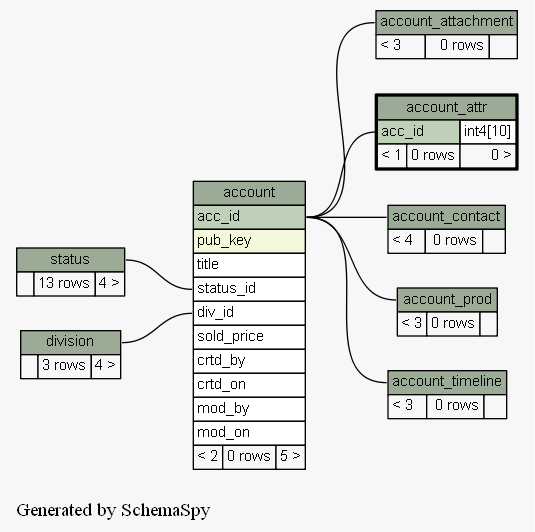 account_attachment
< 3 0 rows
account_attr
acc_id int4[10]
< 1 0 rows 0 >
account
acc_id
pub_key
title
status_id
div_id
sold_price
crtd_by
crtd_on
mod_by
mod_on
< 2 0 rows 5 >
status
13 rows 4 >
division
3 rows 4 >
account_contact
< 4 0 rows
account_prod
< 3 0 rows
account_timeline
< 3 0 rows
Generated by SchemaSpy